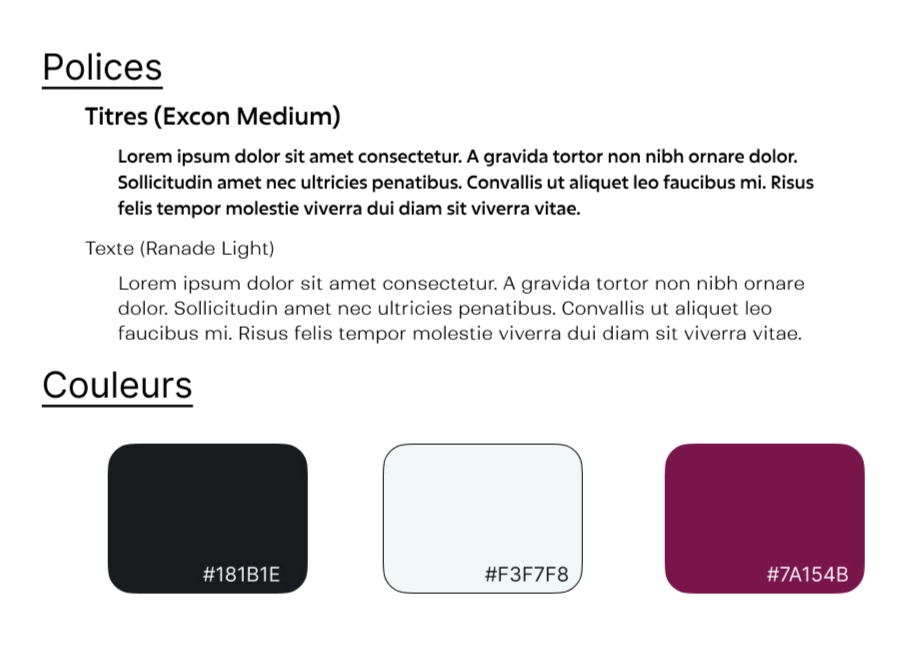 Polices
Titres (Excon Medium)
Lorem ipsum dolor sit amet consectetur. A gravida tortor non nibh ornare dolor.
Sollicitudin amet nec ultricies penatibus. Convallis ut aliquet leo faucibus mi. Risus
felis tempor molestie viverra dui diam sit viverra vitae.
Texte (Ranade Light)
Lorem ipsum dolor sit amet consectetur. A gravida tortor non nibh ornare
dolor. Sollicitudin amet nec ultricies penatibus. Convallis ut aliquet leo
faucibus mi. Risus felis tempor molestie viverra dui diam sit viverra vitae.
Couleurs
#181B1E
#F3F7F8
#7A154B